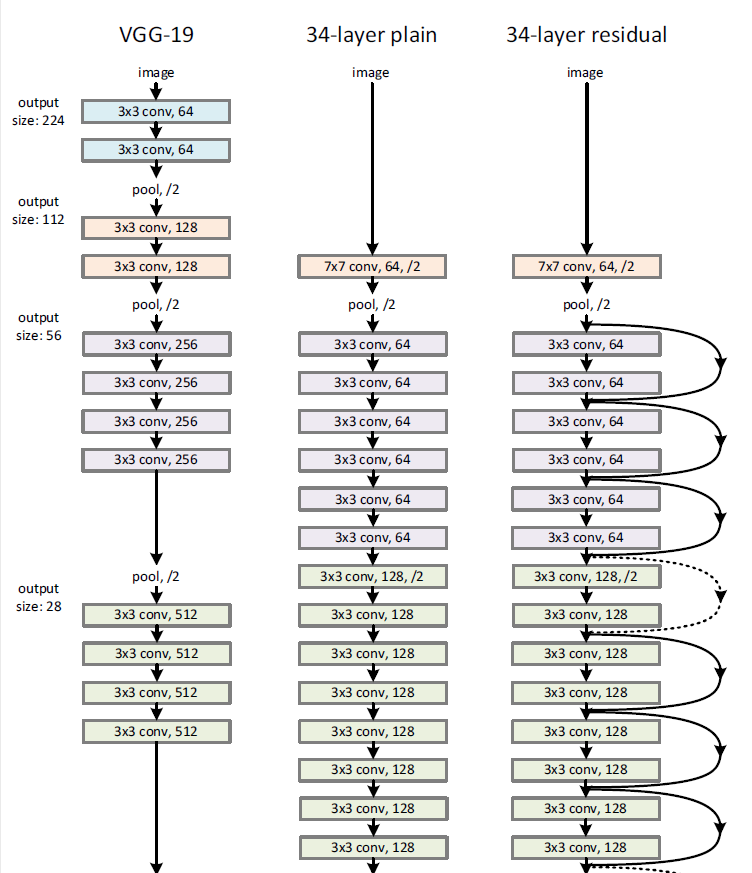 VGG-19
34-layer plain
34-layer residual
image
image
image
output
size: 224
3x3 conv, 64
3x3 conv, 64
pool, /2
output
size: 112
3x3 conv, 128
3x3 conv, 128
7x7 conv, 64, /2
7x7 conv, 64, /2
pool, /2
pool, /2
pool, /2
output
size: 56
3x3 conv, 256
3x3 conv, 64
3x3 conv, 64
3x3 conv, 256
3x3 conv, 64
3x3 conv, 64
3x3 conv, 256
3x3 conv, 64
3x3 conv, 64
3x3 conv, 256
3x3 conv, 64
3x3 conv, 64
3x3 conv, 64
3x3 conv, 64
3x3 conv, 64
3x3 conv, 64
pool, /2
3x3 conv, 128, /2
3x3 conv, 128, /2
output
size: 28
3x3 conv, 512
3x3 conv, 128
3x3 conv, 128
3x3 conv, 512
3x3 conv, 128
3x3 conv, 128
3x3 conv, 512
3x3 conv, 128
3x3 conv, 128
3x3 conv, 512
3x3 conv, 128
3x3 conv, 128
3x3 conv, 128
3x3 conv, 128
3x3 conv, 128
3x3 conv, 128
3x3 conv, 128
3x3 conv, 128